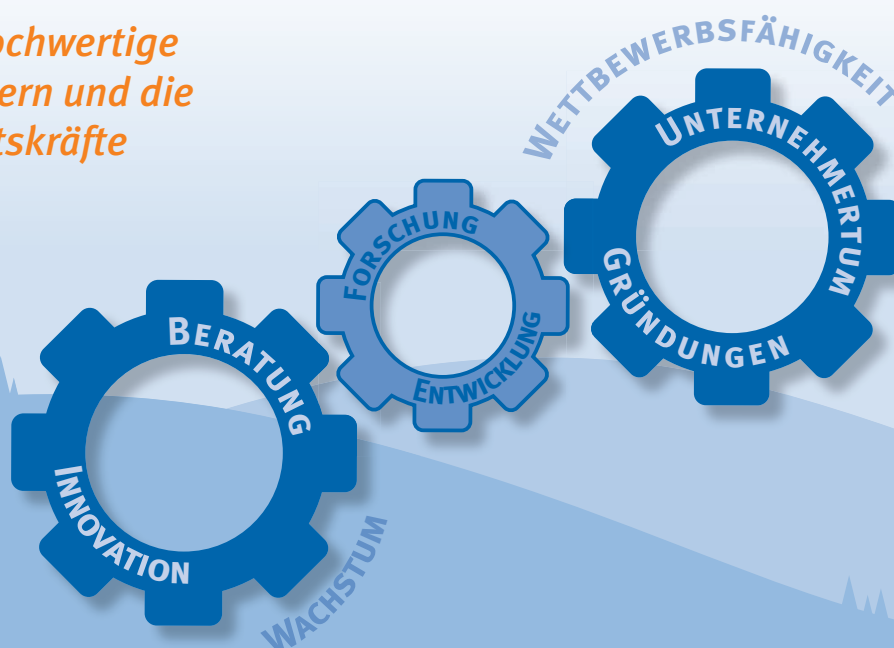 ochwertige
ern und die
tskräfte
WETTBEWERBSFÄHIGKEIT
UNTERNEHMERTUM
GRÜNDUNGEN
FORSCHUNG
ENTWICKLUNG
BERATUNG
INNOVATION
WACHSTUM